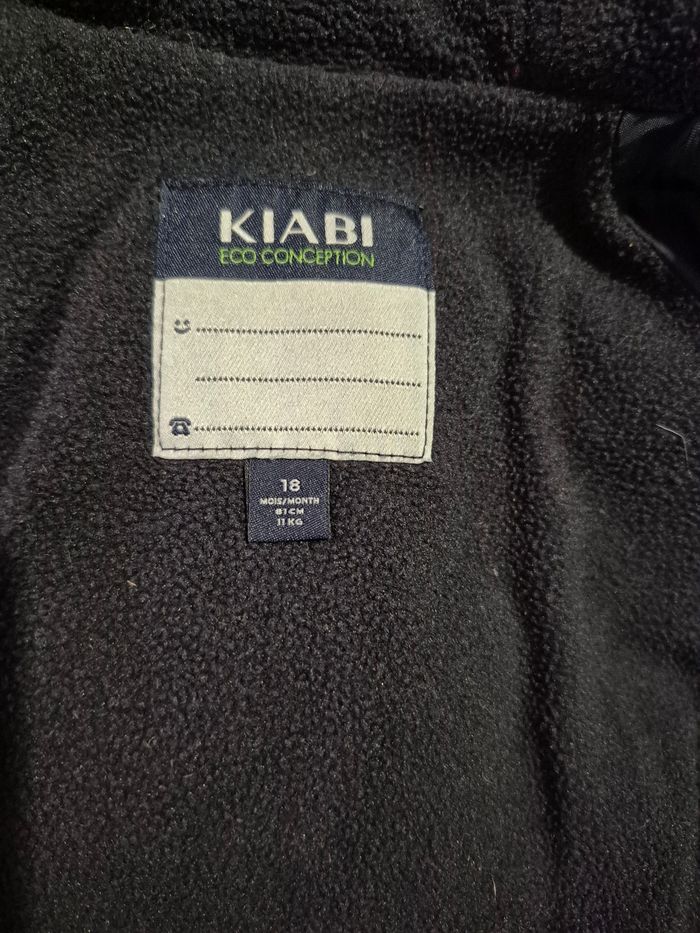 KIABI
ECO CONCEPTION
18
MOIS/MONTH
81 CM
11 KG